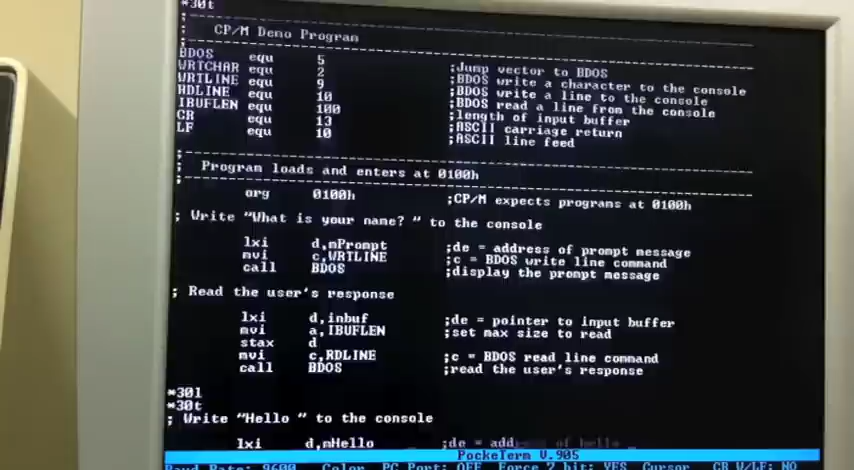 *30t
;
;    CP/M Demo Program
;
BDOS equ 5 ;Jump vector to BDOS
WRTCHAR equ 2 ;BDOS write a character to the console
WRTLINE equ 9 ;BDOS write a line to the console
RDLINE equ 10 ;BDOS read a line from the console
IBUFLEN equ 100 ;length of input buffer
CR equ 13 ;ASCII carriage return
LF equ 10 ;ASCII line feed
;
;  Program loads and enters at 0100h
;
org 0100h ;CP/M expects programs at 0100h
; Write "What is your name? " to the console
lxi d,mPrompt ;de = address of prompt message
mvi c,WRTLINE ;c = BDOS write line command
call BDOS ;display the prompt message
; Read the user's response
lxi d,inbuf ;de = pointer to input buffer
mvi a,IBUFLEN ;set max size to read
stax d
mvi c,RDLINE ;c = BDOS read line command
call BDOS ;read the user's response
*30l
*30t
; Write "Hello " to the console
lxi d,mHello ;de = address of hello
PockeTerm V.905
Baud Rate: 9600 Color PC Port: OFF Force 7 bit: YES Cursor CR W/LF: NO